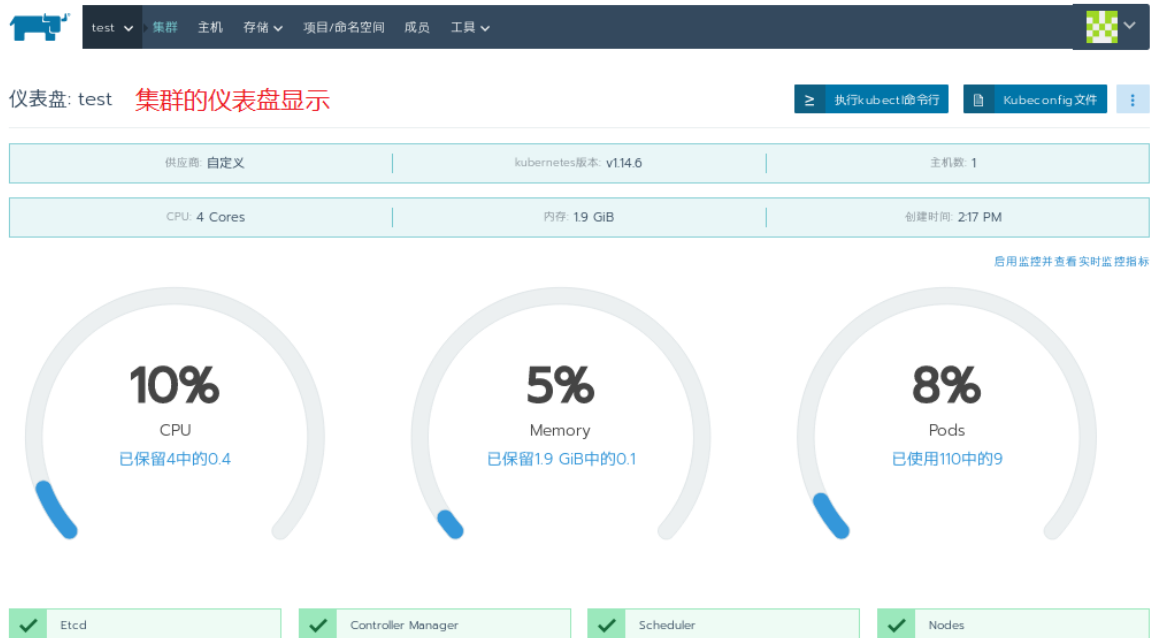 test 集群 主机 存储 项目/命名空间 成员 工具
仪表盘: test 集群的仪表盘显示 执行kubectl命令行 Kubeconfig文件
供应商: 自定义 kubernetes版本: v1.14.6 主机数: 1
CPU: 4 Cores 内存: 1.9 GiB 创建时间: 2:17 PM
启用监控并查看实时监控指标
10% 5% 8%
CPU Memory Pods
已保留4中的0.4 已保留1.9 GiB中的0.1 已使用110中的9
Etcd Controller Manager Scheduler Nodes